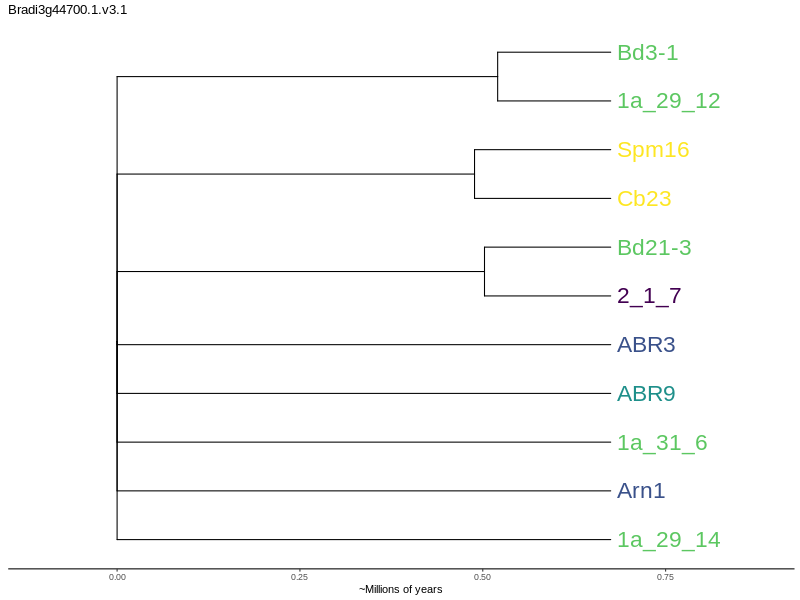 Bradi3g44700.1.v3.1
Bd3-1
1a_29_12
Spm16
Cb23
Bd21-3
2_1_7
ABR3
ABR9
1a_31_6
Arn1
1a_29_14
0.00 0.25 0.50 0.75
~Millions of years